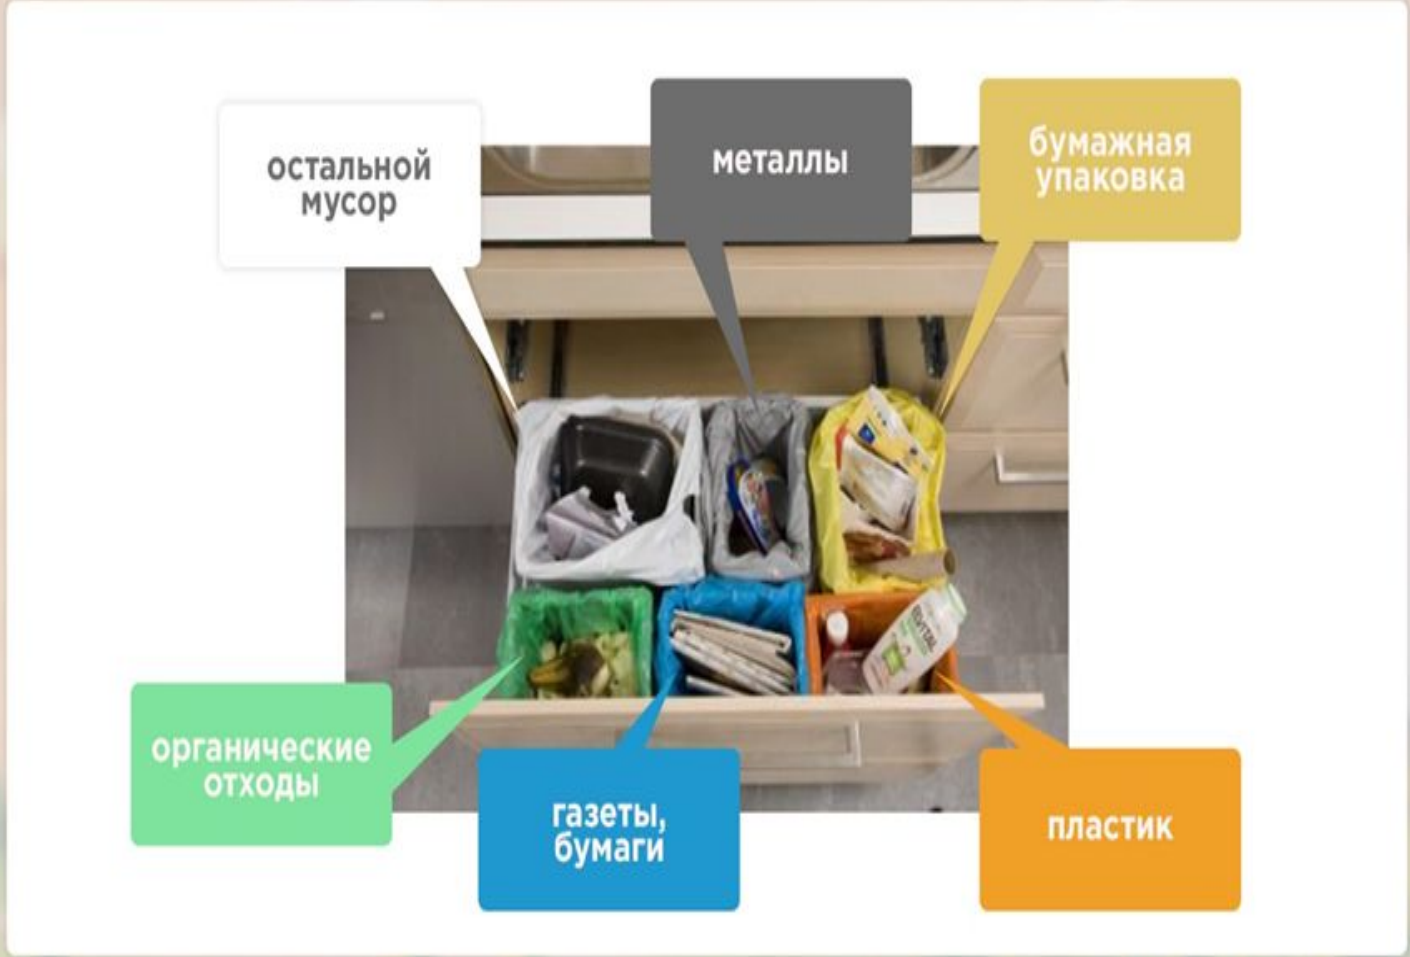 остальной
мусор
металлы
бумажная
упаковка
органические
отходы
газеты,
бумаги
пластик